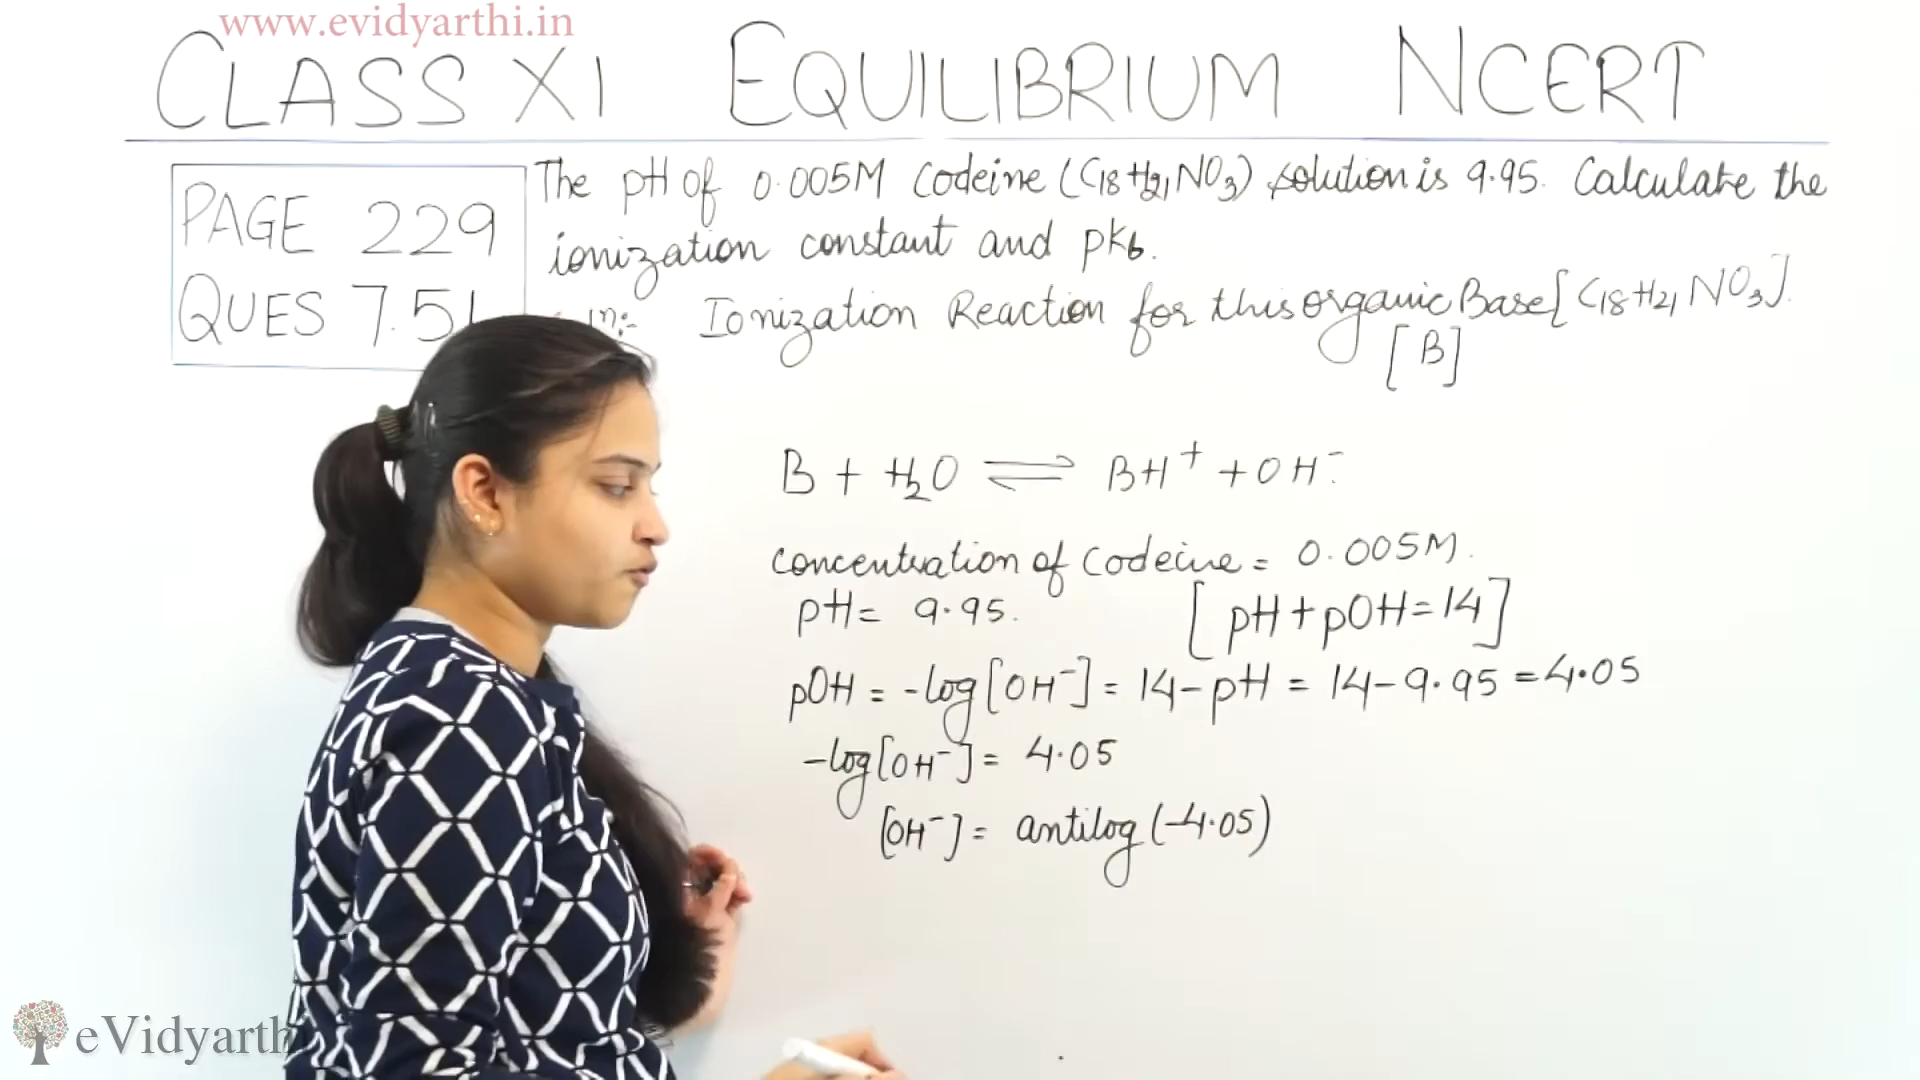 www.evidyarthi.in
CLASS XI EQUILIBRIUM NCERT
PAGE 229
QUES 7.51
The pH of 0.005M Codeine (C18H21NO3) solution is 9.95. Calculate the
ionization constant and pKb.
Ionization Reaction for this organic Base [C18H21NO3].
[B]
B + H2O ⇌ BH+ + OH-
concentration of codeine = 0.005M.
pH = 9.95. [pH + pOH = 14]
pOH = -log[OH-] = 14 - pH = 14 - 9.95 = 4.05
-log[OH-] = 4.05
[OH-] = antilog (-4.05)
eVidyarthi